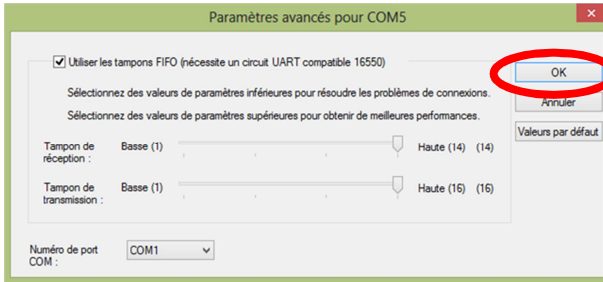 Paramètres avancés pour COM5
Utiliser les tampons FIFO (nécessite un circuit UART compatible 16550)
OK
Sélectionnez des valeurs de paramètres inférieures pour résoudre les problèmes de connexions.
Annuler
Sélectionnez des valeurs de paramètres supérieures pour obtenir de meilleures performances.
Valeurs par défaut
Tampon de réception : Basse (1) Haute (14) (14)
Tampon de transmission : Basse (1) Haute (16) (16)
Numéro de port COM : COM1